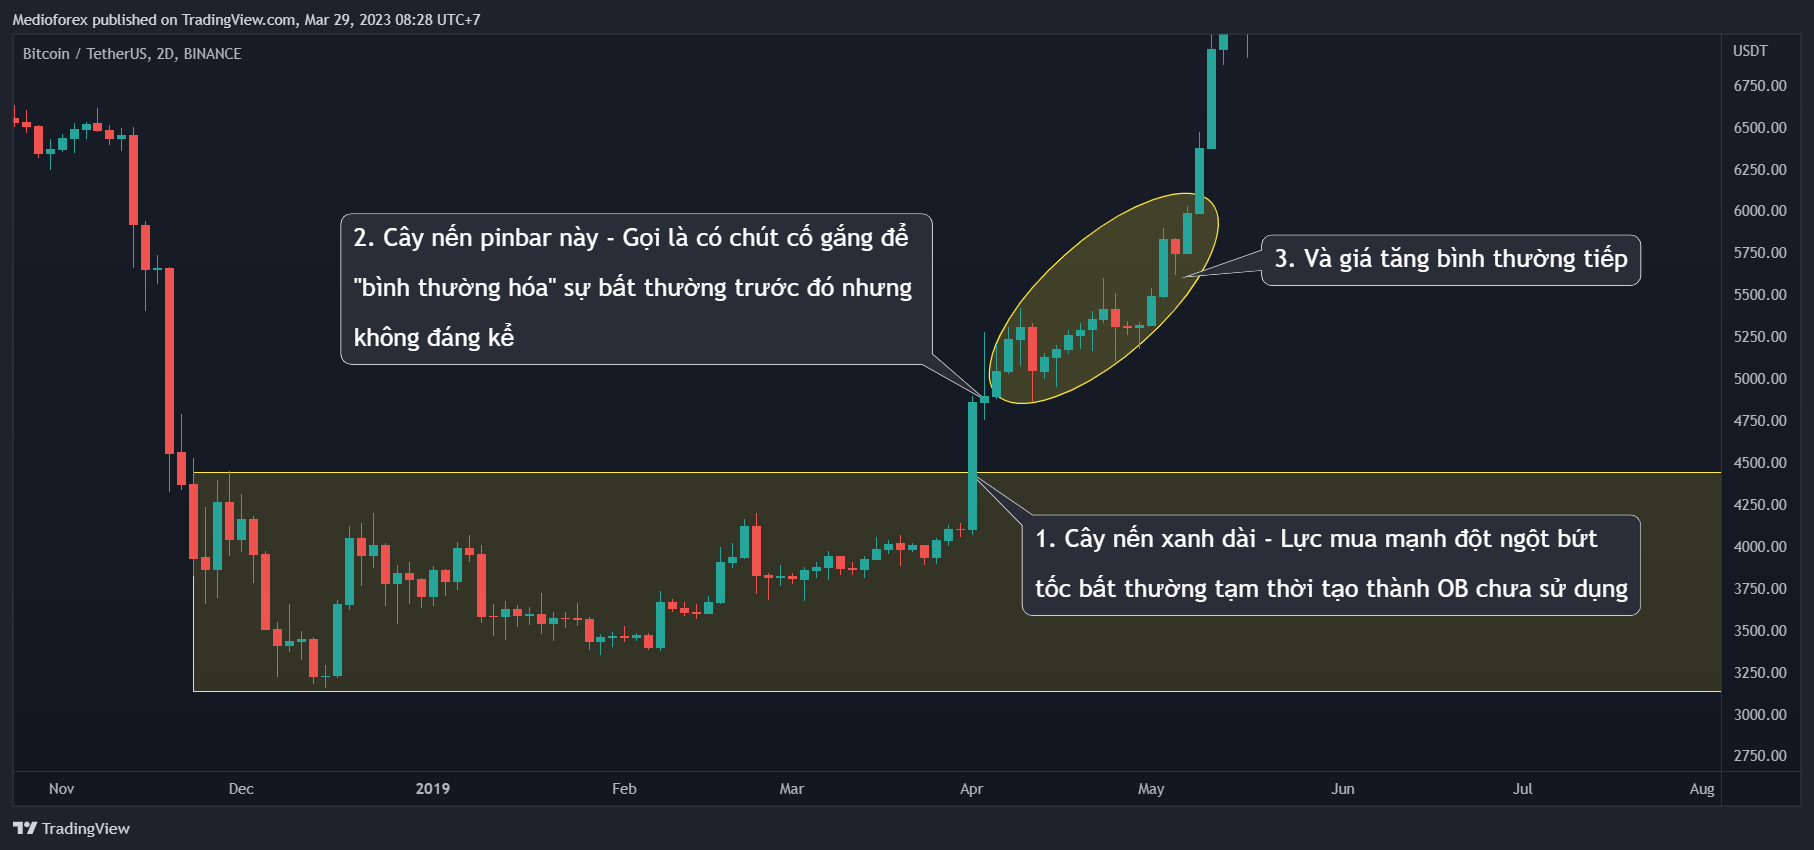 Medioforex published on TradingView.com, Mar 29, 2023 08:28 UTC+7
Bitcoin / TetherUS, 2D, BINANCE
USDT
6750.00
6500.00
6250.00
6000.00
5750.00
5500.00
5250.00
5000.00
4750.00
4500.00
4250.00
4000.00
3750.00
3500.00
3250.00
3000.00
2750.00
2. Cây nến pinbar này - Gọi là có chút cố gắng để
"bình thường hóa" sự bất thường trước đó nhưng
không đáng kể
3. Và giá tăng bình thường tiếp
1. Cây nến xanh dài - Lực mua mạnh đột ngột bứt
tốc bất thường tạm thời tạo thành OB chưa sử dụng
Nov Dec 2019 Feb Mar Apr May Jun Jul Aug
TradingView